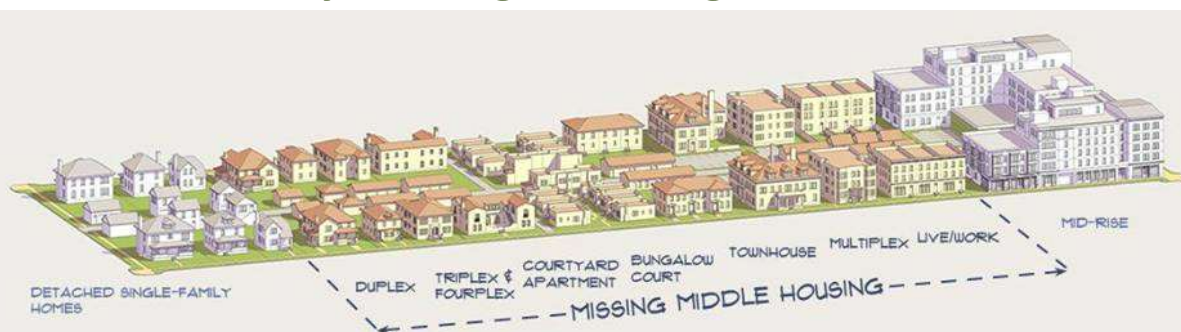 DETACHED SINGLE-FAMILY
HOMES
DUPLEX
TRIPLEX &
FOURPLEX
COURTYARD
APARTMENT
BUNGALOW
COURT
TOWNHOUSE
MULTIPLEX
LIVE/WORK
MID-RISE
MISSING MIDDLE HOUSING